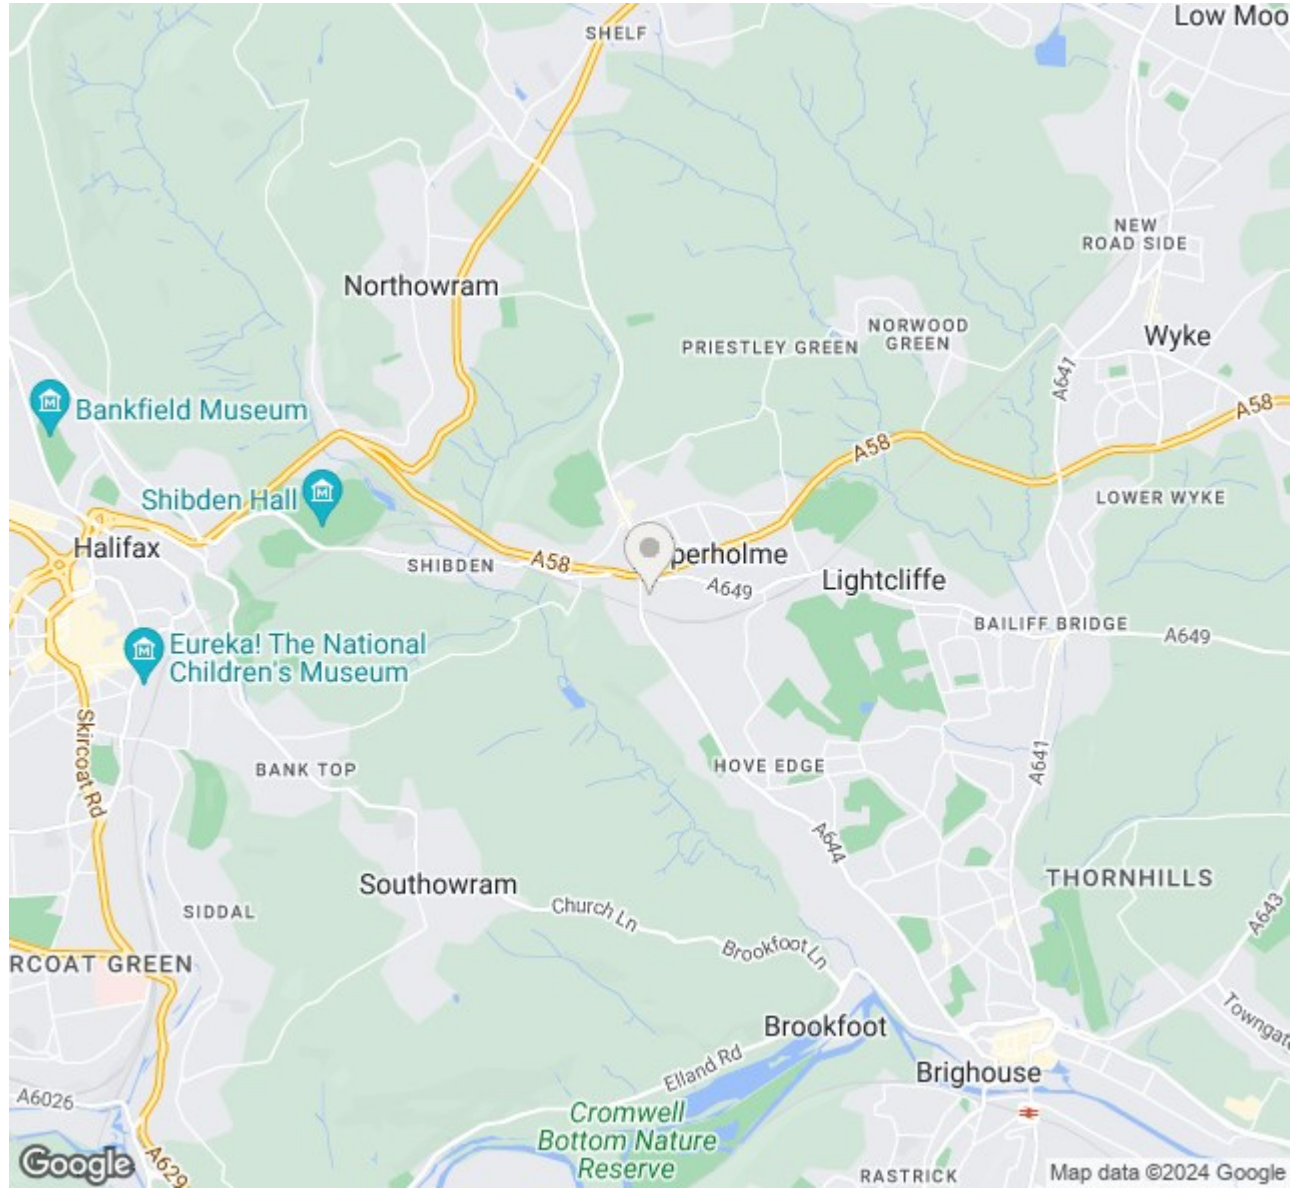 Low Moo
SHELF
NEW
ROAD SIDE
Northowram
NORWOOD
GREEN
PRIESTLEY GREEN
Wyke
A641
A58
Bankfield Museum
A58
Shibden Hall
LOWER WYKE
Halifax
SHIBDEN
A58
perholme
A649
Lightcliffe
BAILIFF BRIDGE
A649
Eureka! The National
Children's Museum
Skircoat Rd
BANK TOP
HOVE EDGE
A641
A644
Southowram
THORNHILLS
SIDDAL
Church Ln
A643
Brookfoot Ln
RCOAT GREEN
Towngate
Brookfoot
Elland Rd
Brighouse
A6026
Cromwell
Bottom Nature
Reserve
A629
RASTRICK
Google
Map data ©2024 Google